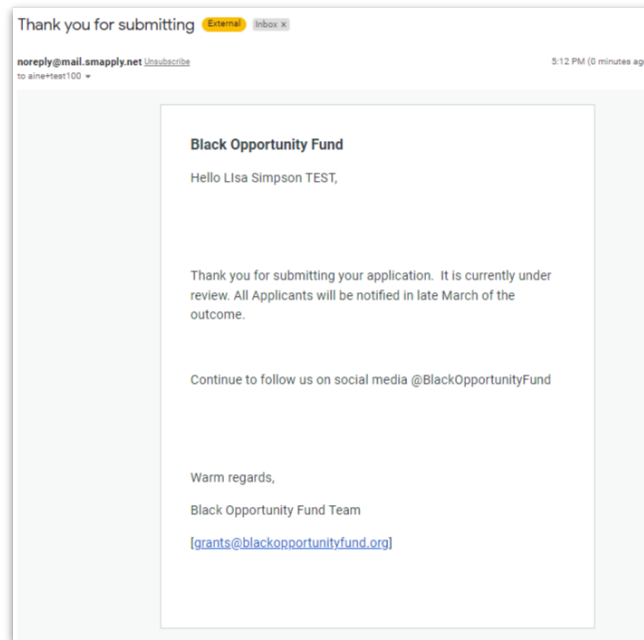 Thank you for submitting External Inbox x
noreply@mail.smapply.net Unsubscribe 5:12 PM (0 minutes ag
to aine+test100
Black Opportunity Fund
Hello LIsa Simpson TEST,
Thank you for submitting your application. It is currently under
review. All Applicants will be notified in late March of the
outcome.
Continue to follow us on social media @BlackOpportunityFund
Warm regards,
Black Opportunity Fund Team
[grants@blackopportunityfund.org]